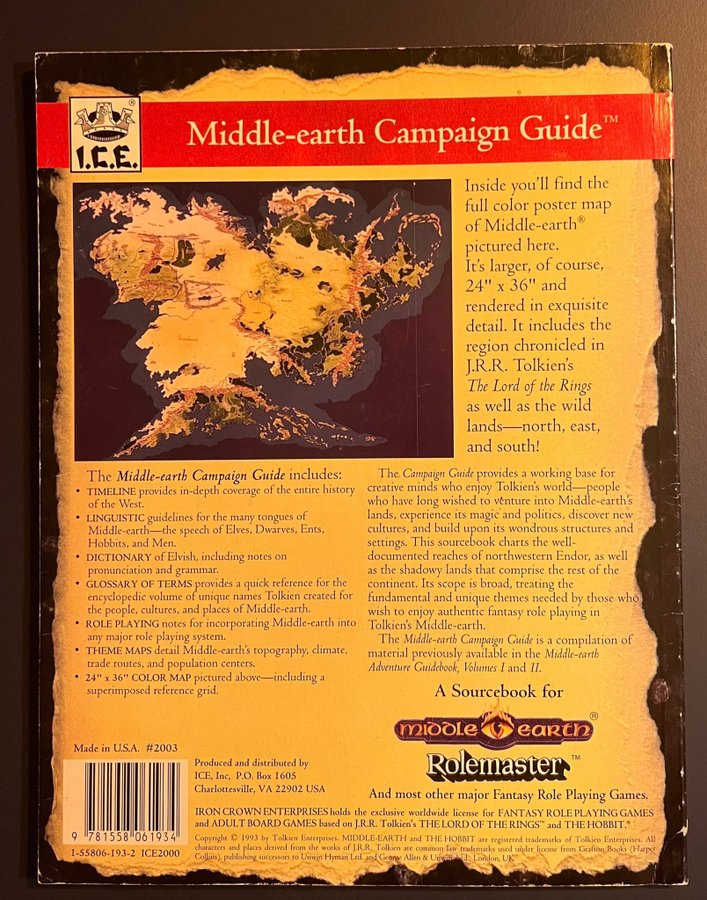 I.C.E.
®
Middle-earth Campaign Guide™
Inside you'll find the
full color poster map
of Middle-earth®
pictured here.
It's larger, of course,
24" x 36" and
rendered in exquisite
detail. It includes the
region chronicled in
J.R.R. Tolkien's
The Lord of the Rings
as well as the wild
lands—north, east,
and south!
The Middle-earth Campaign Guide includes:
• TIMELINE provides in-depth coverage of the entire history
of the West.
• LINGUISTIC guidelines for the many tongues of
Middle-earth—the speech of Elves, Dwarves, Ents,
Hobbits, and Men.
• DICTIONARY of Elvish, including notes on
pronunciation and grammar.
• GLOSSARY OF TERMS provides a quick reference for the
encyclopedic volume of unique names Tolkien created for
the people, cultures, and places of Middle-earth.
• ROLE PLAYING notes for incorporating Middle-earth into
any major role playing system.
• THEME MAPS detail Middle-earth's topography, climate,
trade routes, and population centers.
• 24" x 36" COLOR MAP pictured above—including a
superimposed reference grid.
The Campaign Guide provides a working base for
creative minds who enjoy Tolkien's world—people
who have long wished to venture into Middle-earth's
lands, experience its magic and politics, discover new
cultures, and build upon its wondrous structures and
settings. This sourcebook charts the well-
documented reaches of northwestern Endor, as well
as the shadowy lands that comprise the rest of the
continent. Its scope is broad, treating the
fundamental and unique themes needed by those who
wish to enjoy authentic fantasy role playing in
Tolkien's Middle-earth.
The Middle-earth Campaign Guide is a compilation of
material previously available in the Middle-earth
Adventure Guidebook, Volumes I and II.
A Sourcebook for
middle earth®
Rolemaster™
And most other major Fantasy Role Playing Games.
Made in U.S.A. #2003
9 781558 061934
1-55806-193-2 ICE2000
Produced and distributed by
ICE, Inc, P.O. Box 1605
Charlottesville, VA 22902 USA
IRON CROWN ENTERPRISES holds the exclusive worldwide license for FANTASY ROLE PLAYING GAMES
and ADULT BOARD GAMES based on J.R.R. Tolkien's THE LORD OF THE RINGS™ and THE HOBBIT.®
Copyright © 1993 by Tolkien Enterprises. MIDDLE-EARTH and THE HOBBIT are registered trademarks of Tolkien Enterprises. All
characters and places derived from the works of J.R.R. Tolkien are common law trademarks used under license from Grafton Books (Harper
Collins), publishing successors to Unwin Hyman Ltd. and George Allen & Unwin Ltd., London, UK